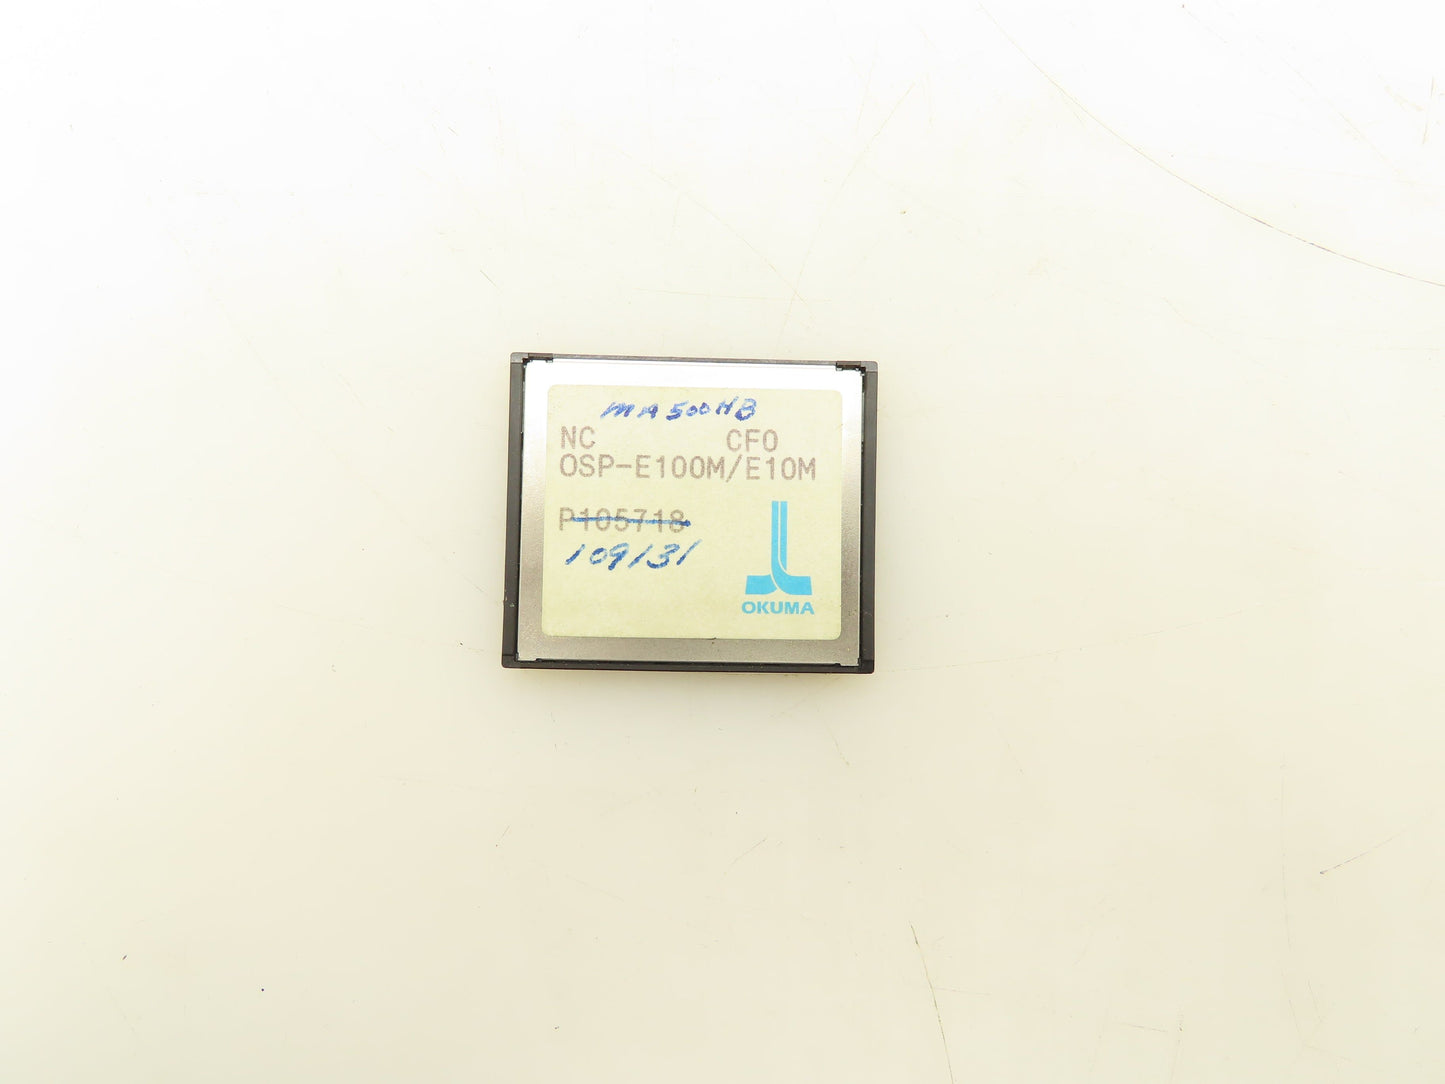 MA500HB
NC CF0
OSP-E100M/E10M
P105718
109131
OKUMA